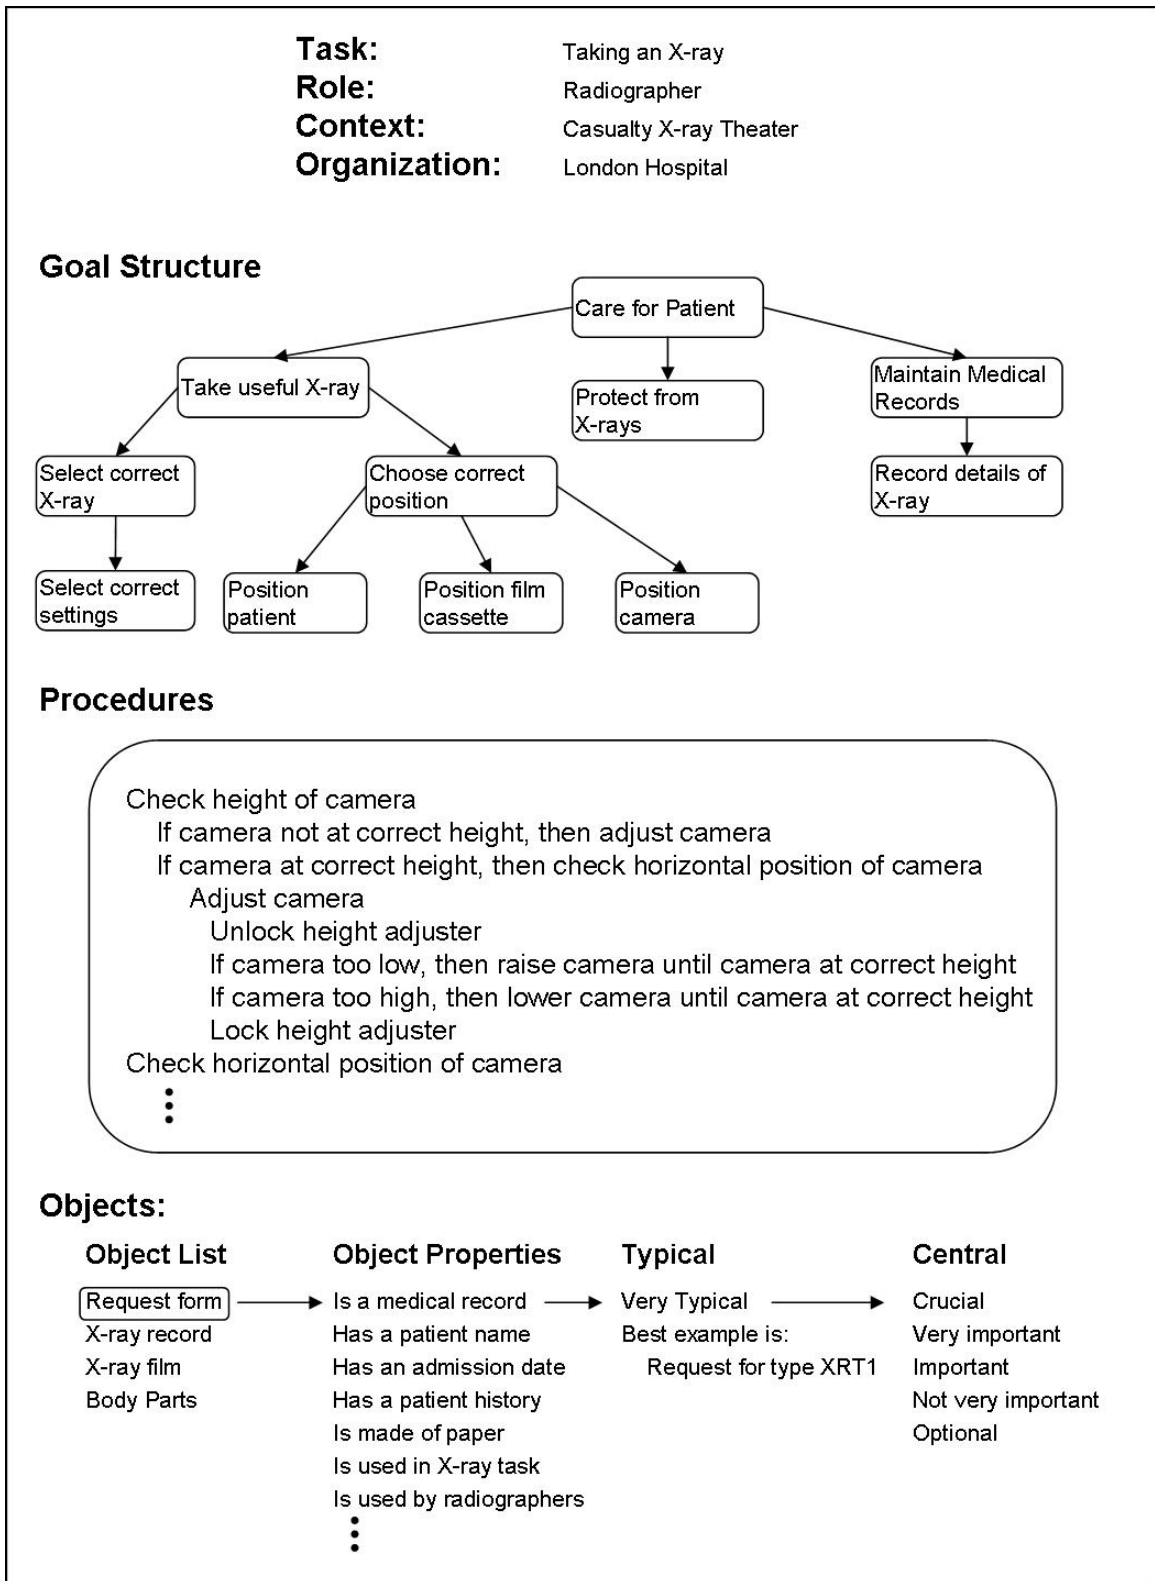 Task: Taking an X-ray
Role: Radiographer
Context: Casualty X-ray Theater
Organization: London Hospital
Goal Structure
Care for Patient
Take useful X-ray
Protect from
X-rays
Maintain Medical
Records
Select correct
X-ray
Choose correct
position
Record details of
X-ray
Select correct
settings
Position
patient
Position film
cassette
Position
camera
Procedures
Check height of camera
If camera not at correct height, then adjust camera
If camera at correct height, then check horizontal position of camera
Adjust camera
Unlock height adjuster
If camera too low, then raise camera until camera at correct height
If camera too high, then lower camera until camera at correct height
Lock height adjuster
Check horizontal position of camera
Objects:
Object List Object Properties Typical Central
Request form Is a medical record Very Typical Crucial
X-ray record Has a patient name Best example is: Very important
X-ray film Has an admission date Request for type XRT1 Important
Body Parts Has a patient history Not very important
Is made of paper Optional
Is used in X-ray task
Is used by radiographers